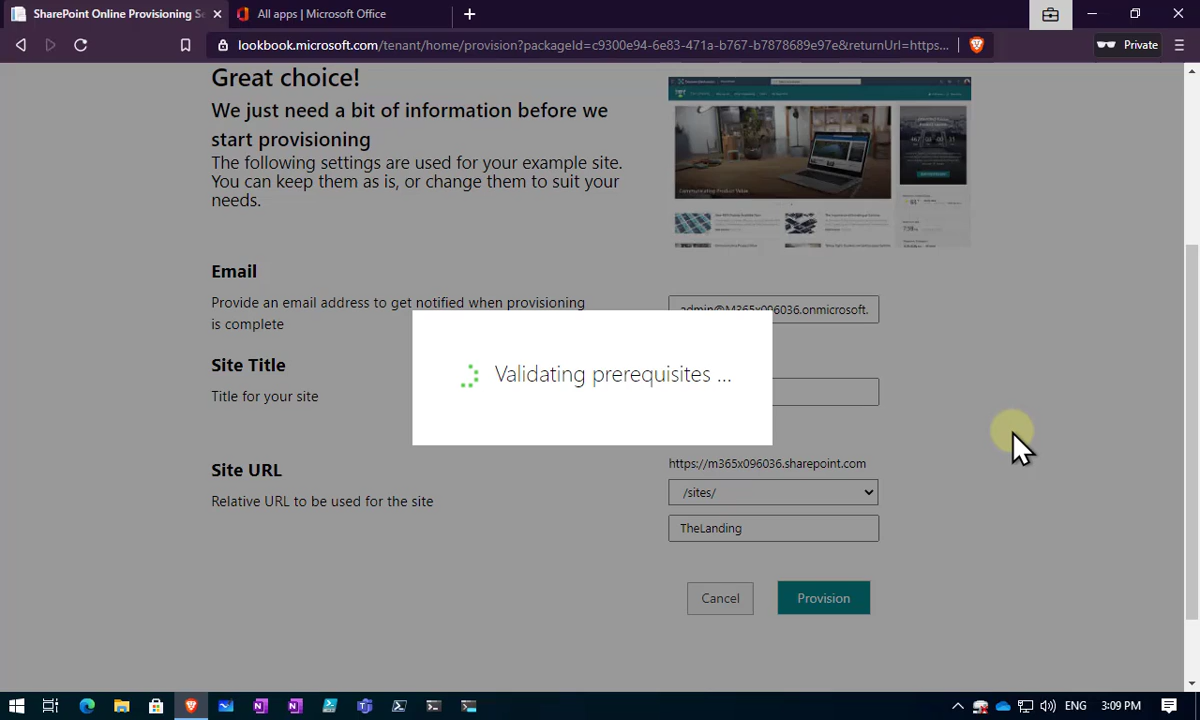 SharePoint Online Provisioning Se
All apps | Microsoft Office
lookbook.microsoft.com/tenant/home/provision?packageId=c9300e94-6e83-471a-b767-b7878689e97e&returnUrl=https...
Private
Great choice!
We just need a bit of information before we
start provisioning
The following settings are used for your example site.
You can keep them as is, or change them to suit your
needs.
Email
Provide an email address to get notified when provisioning
is complete
admin@M365x096036.onmicrosoft.
Validating prerequisites ...
Site Title
Title for your site
Site URL
Relative URL to be used for the site
https://m365x096036.sharepoint.com
/sites/
TheLanding
Cancel
Provision
ENG
3:09 PM